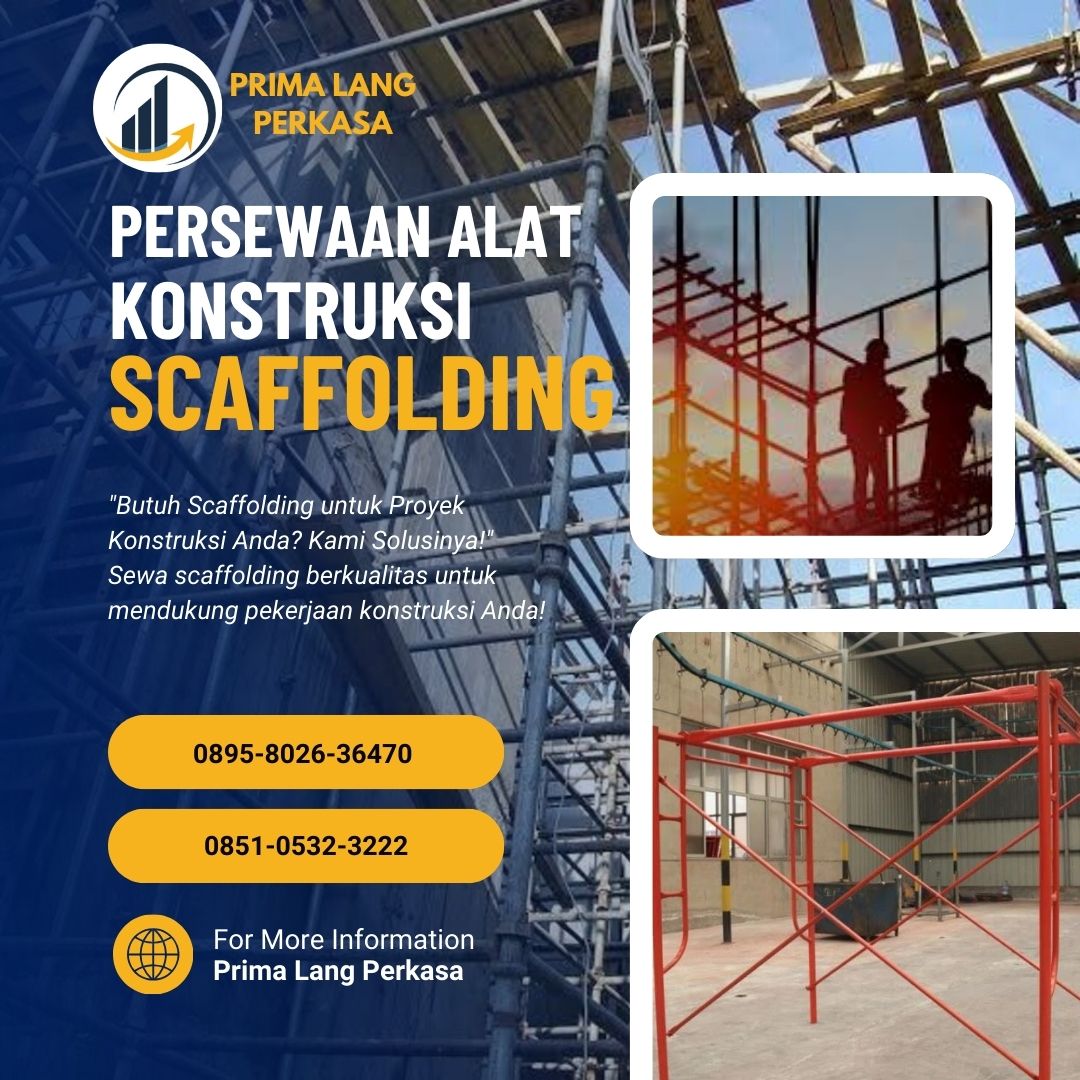 PRIMA LANG
PERKASA
PERSEWAAN ALAT
KONSTRUKSI
SCAFFOLDING
"Butuh Scaffolding untuk Proyek
Konstruksi Anda? Kami Solusinya!"
Sewa scaffolding berkualitas untuk
mendukung pekerjaan konstruksi Anda!
0895-8026-36470
0851-0532-3222
For More Information
Prima Lang Perkasa